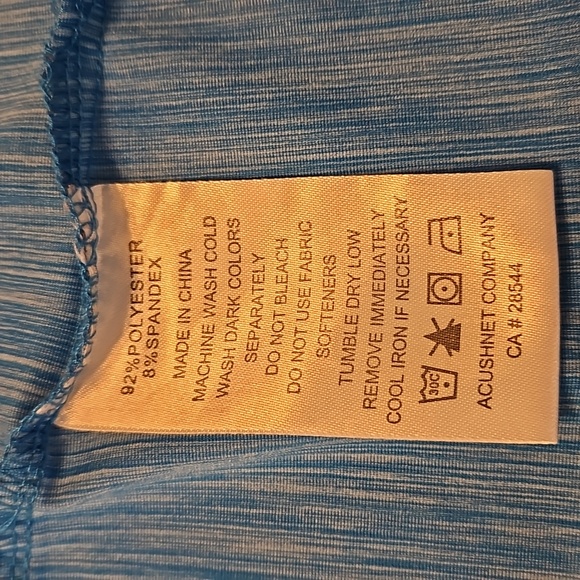 92%POLYESTER
8%SPANDEX
MADE IN CHINA
MACHINE WASH COLD
WASH DARK COLORS
SEPARATELY
DO NOT BLEACH
DO NOT USE FABRIC
SOFTENERS
TUMBLE DRY LOW
REMOVE IMMEDIATELY
COOL IRON IF NECESSARY
30C
ACUSHNET COMPANY
CA # 28544